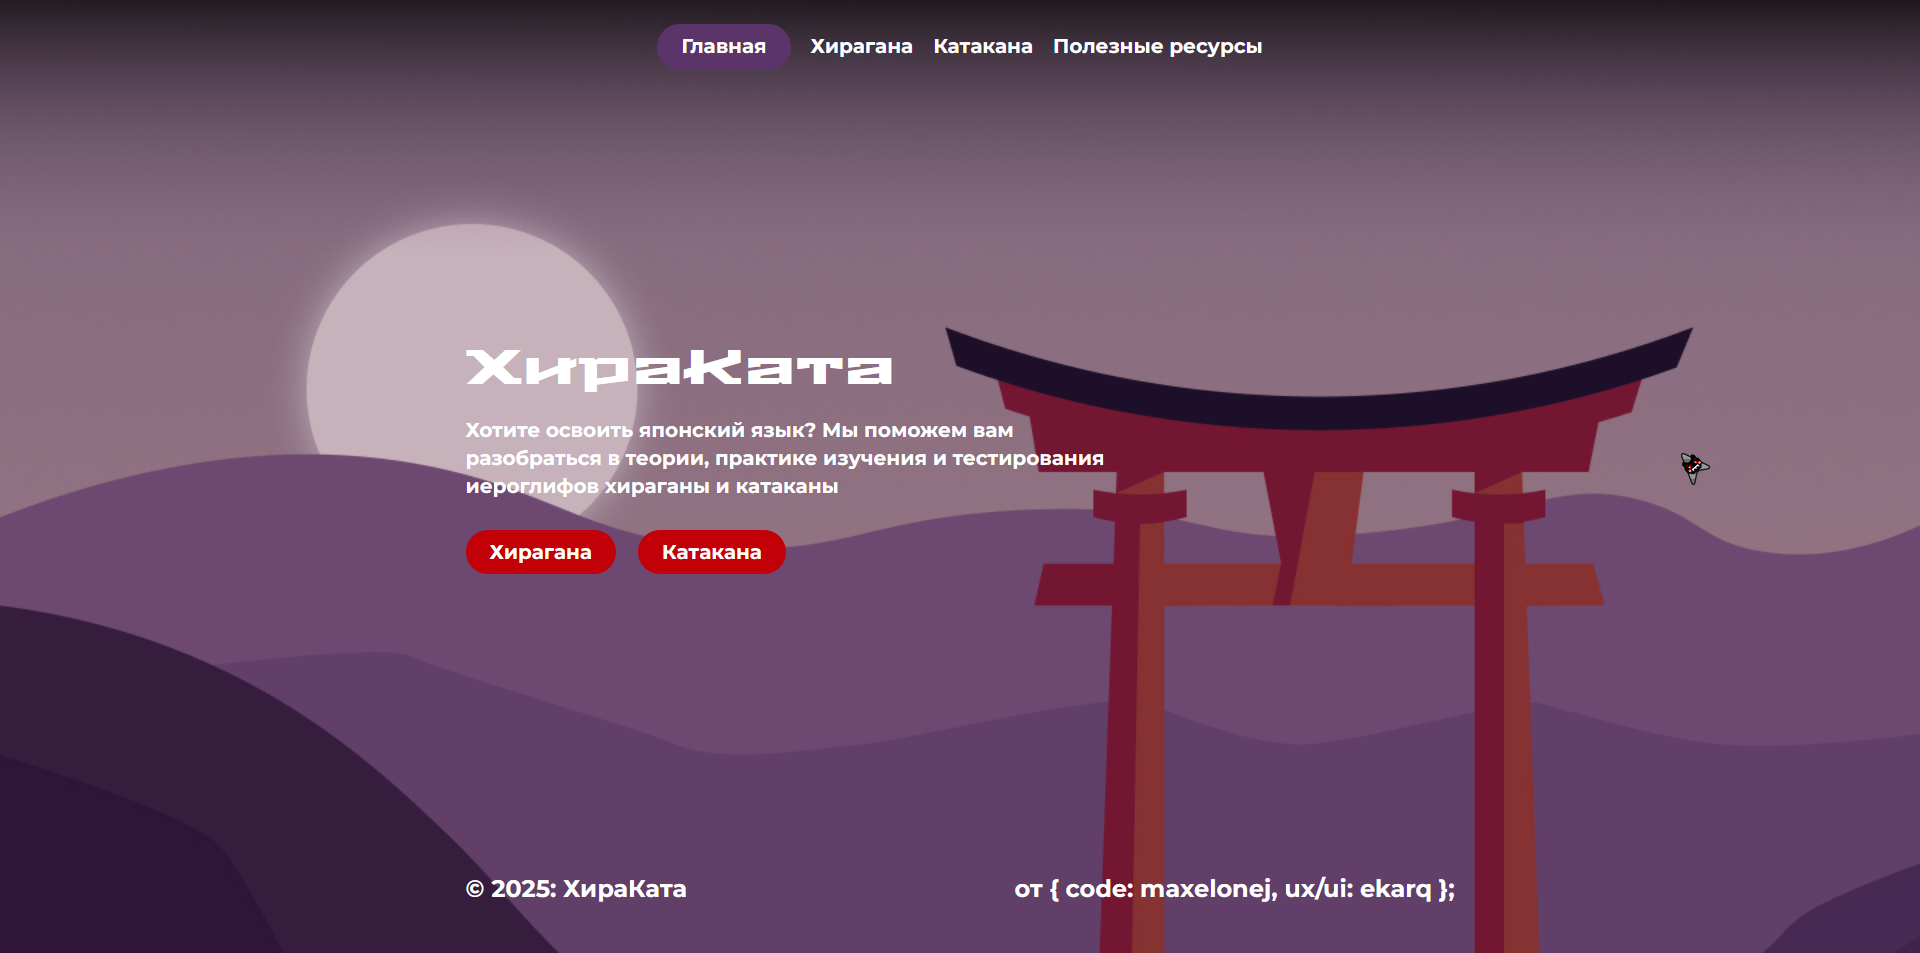 Главная Хирагана Катакана Полезные ресурсы
ХираКата
Хотите освоить японский язык? Мы поможем вам
разобраться в теории, практике изучения и тестирования
иероглифов хираганы и катаканы
Хирагана Катакана
© 2025: ХираКата от { code: maxelonej, ux/ui: ekarq };